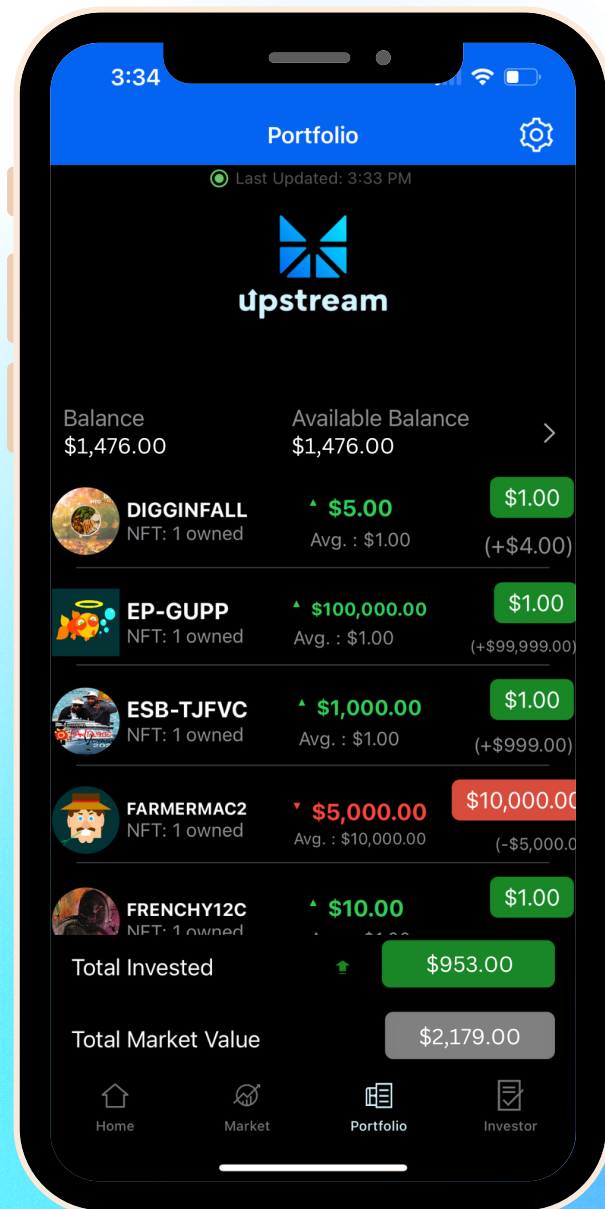 3:34
Portfolio
Last Updated: 3:33 PM
upstream
Balance
Available Balance
$1,476.00
$1,476.00
DIGGINFALL
NFT: 1 owned
$5.00
Avg. : $1.00
$1.00
(+$4.00)
EP-GUPP
NFT: 1 owned
$100,000.00
Avg. : $1.00
$1.00
(+$99,999.00)
ESB-TJFVC
NFT: 1 owned
$1,000.00
Avg. : $1.00
$1.00
(+$999.00)
FARMERMAC2
NFT: 1 owned
$5,000.00
Avg. : $10,000.00
$10,000.00
(-$5,000.0
FRENCHY12C
NFT: 1 owned
$10.00
$1.00
Total Invested
$953.00
Total Market Value
$2,179.00
Home
Market
Portfolio
Investor